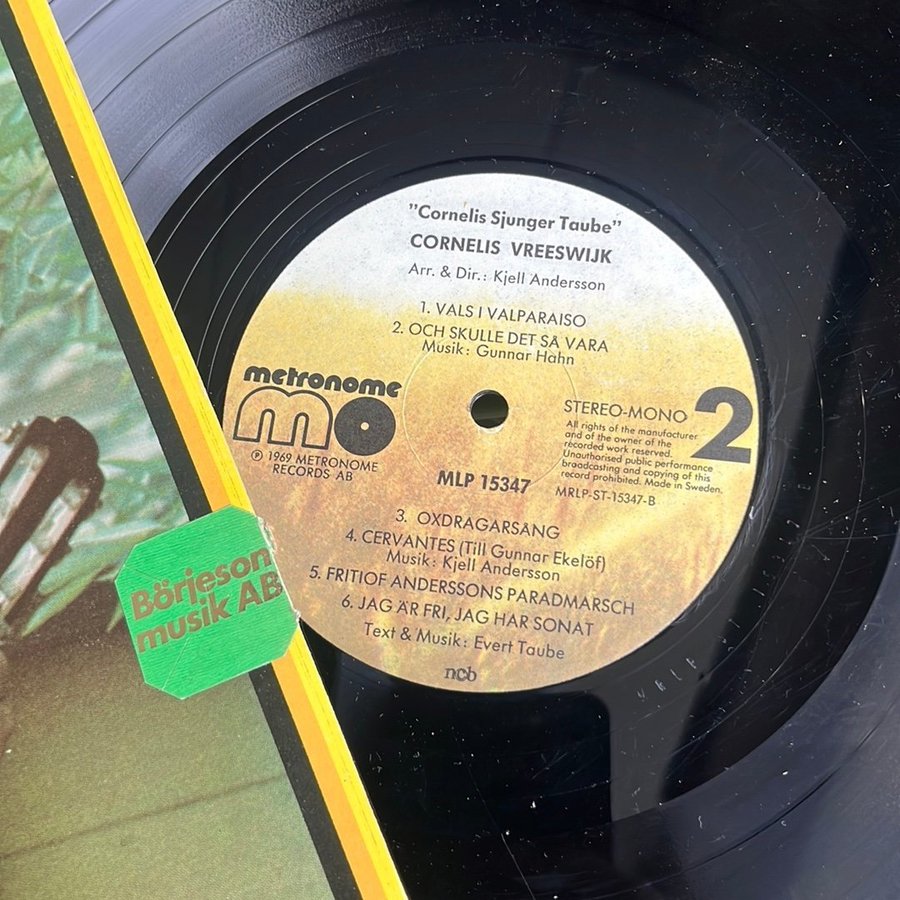 "Cornelis Sjunger Taube"
CORNELIS VREESWIJK
Arr. & Dir.: Kjell Andersson
1. VALS I VALPARAISO
2. OCH SKULLE DET SÅ VARA
Musik: Gunnar Hahn
metronome
mo
℗ 1969 METRONOME
RECORDS AB
STEREO-MONO 2
All rights of the manufacturer
and of the owner of the
recorded work reserved.
Unauthorised public performance
broadcasting and copying of this
record prohibited. Made in Sweden.
MLP 15347
MRLP-ST-15347-B
3. OXDRAGARSÅNG
4. CERVANTES (Till Gunnar Ekelöf)
Musik: Kjell Andersson
5. FRITIOF ANDERSSONS PARADMARSCH
6. JAG ÄR FRI, JAG HAR SONAT
Text & Musik: Evert Taube
ncb
Börjeson
musik AB